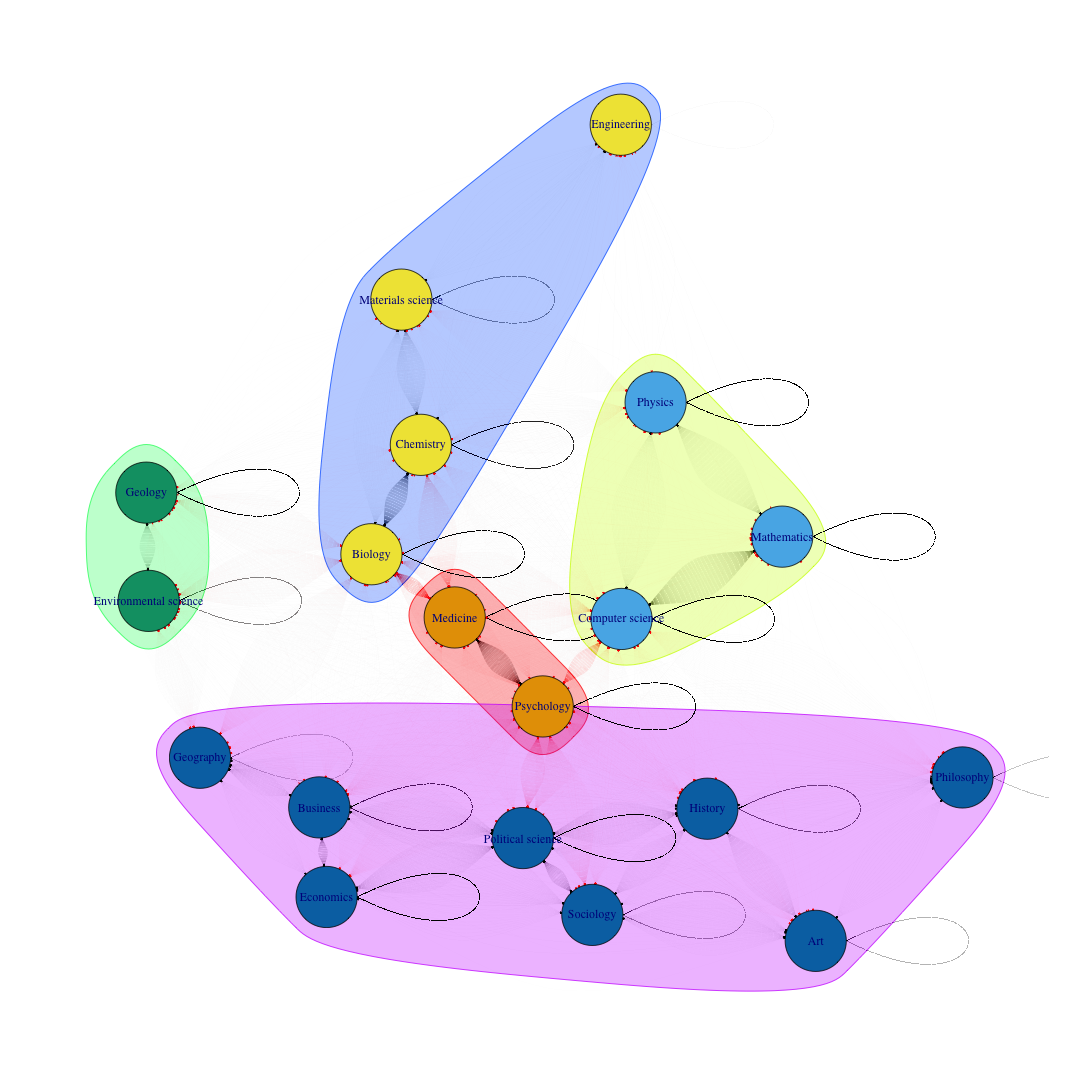 Engineering
Materials science
Physics
Chemistry
Geology
Mathematics
Biology
Environmental science
Medicine
Computer science
Psychology
Geography
Philosophy
Business
History
Political science
Economics
Sociology
Art